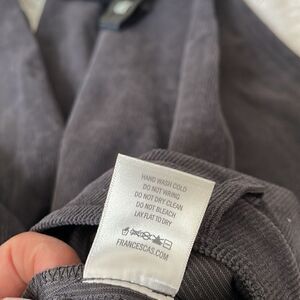 HAND WASH COLD
DO NOT WRING
DO NOT DRY CLEAN
DO NOT BLEACH
LAY FLAT TO DRY
FRANCESCAS.COM